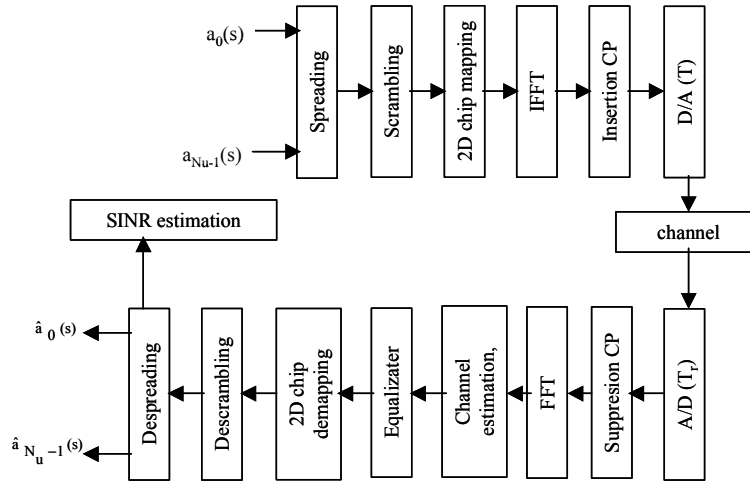 a0(s)
aNu-1(s)
Spreading
Scrambling
2D chip mapping
IFFT
Insertion CP
D/A (T)
channel
SINR estimation
â 0 (s)
â Nu −1 (s)
Despreading
Descrambling
2D chip
demapping
Equalizater
Channel
estimation,
FFT
Suppresion CP
A/D (Tr)